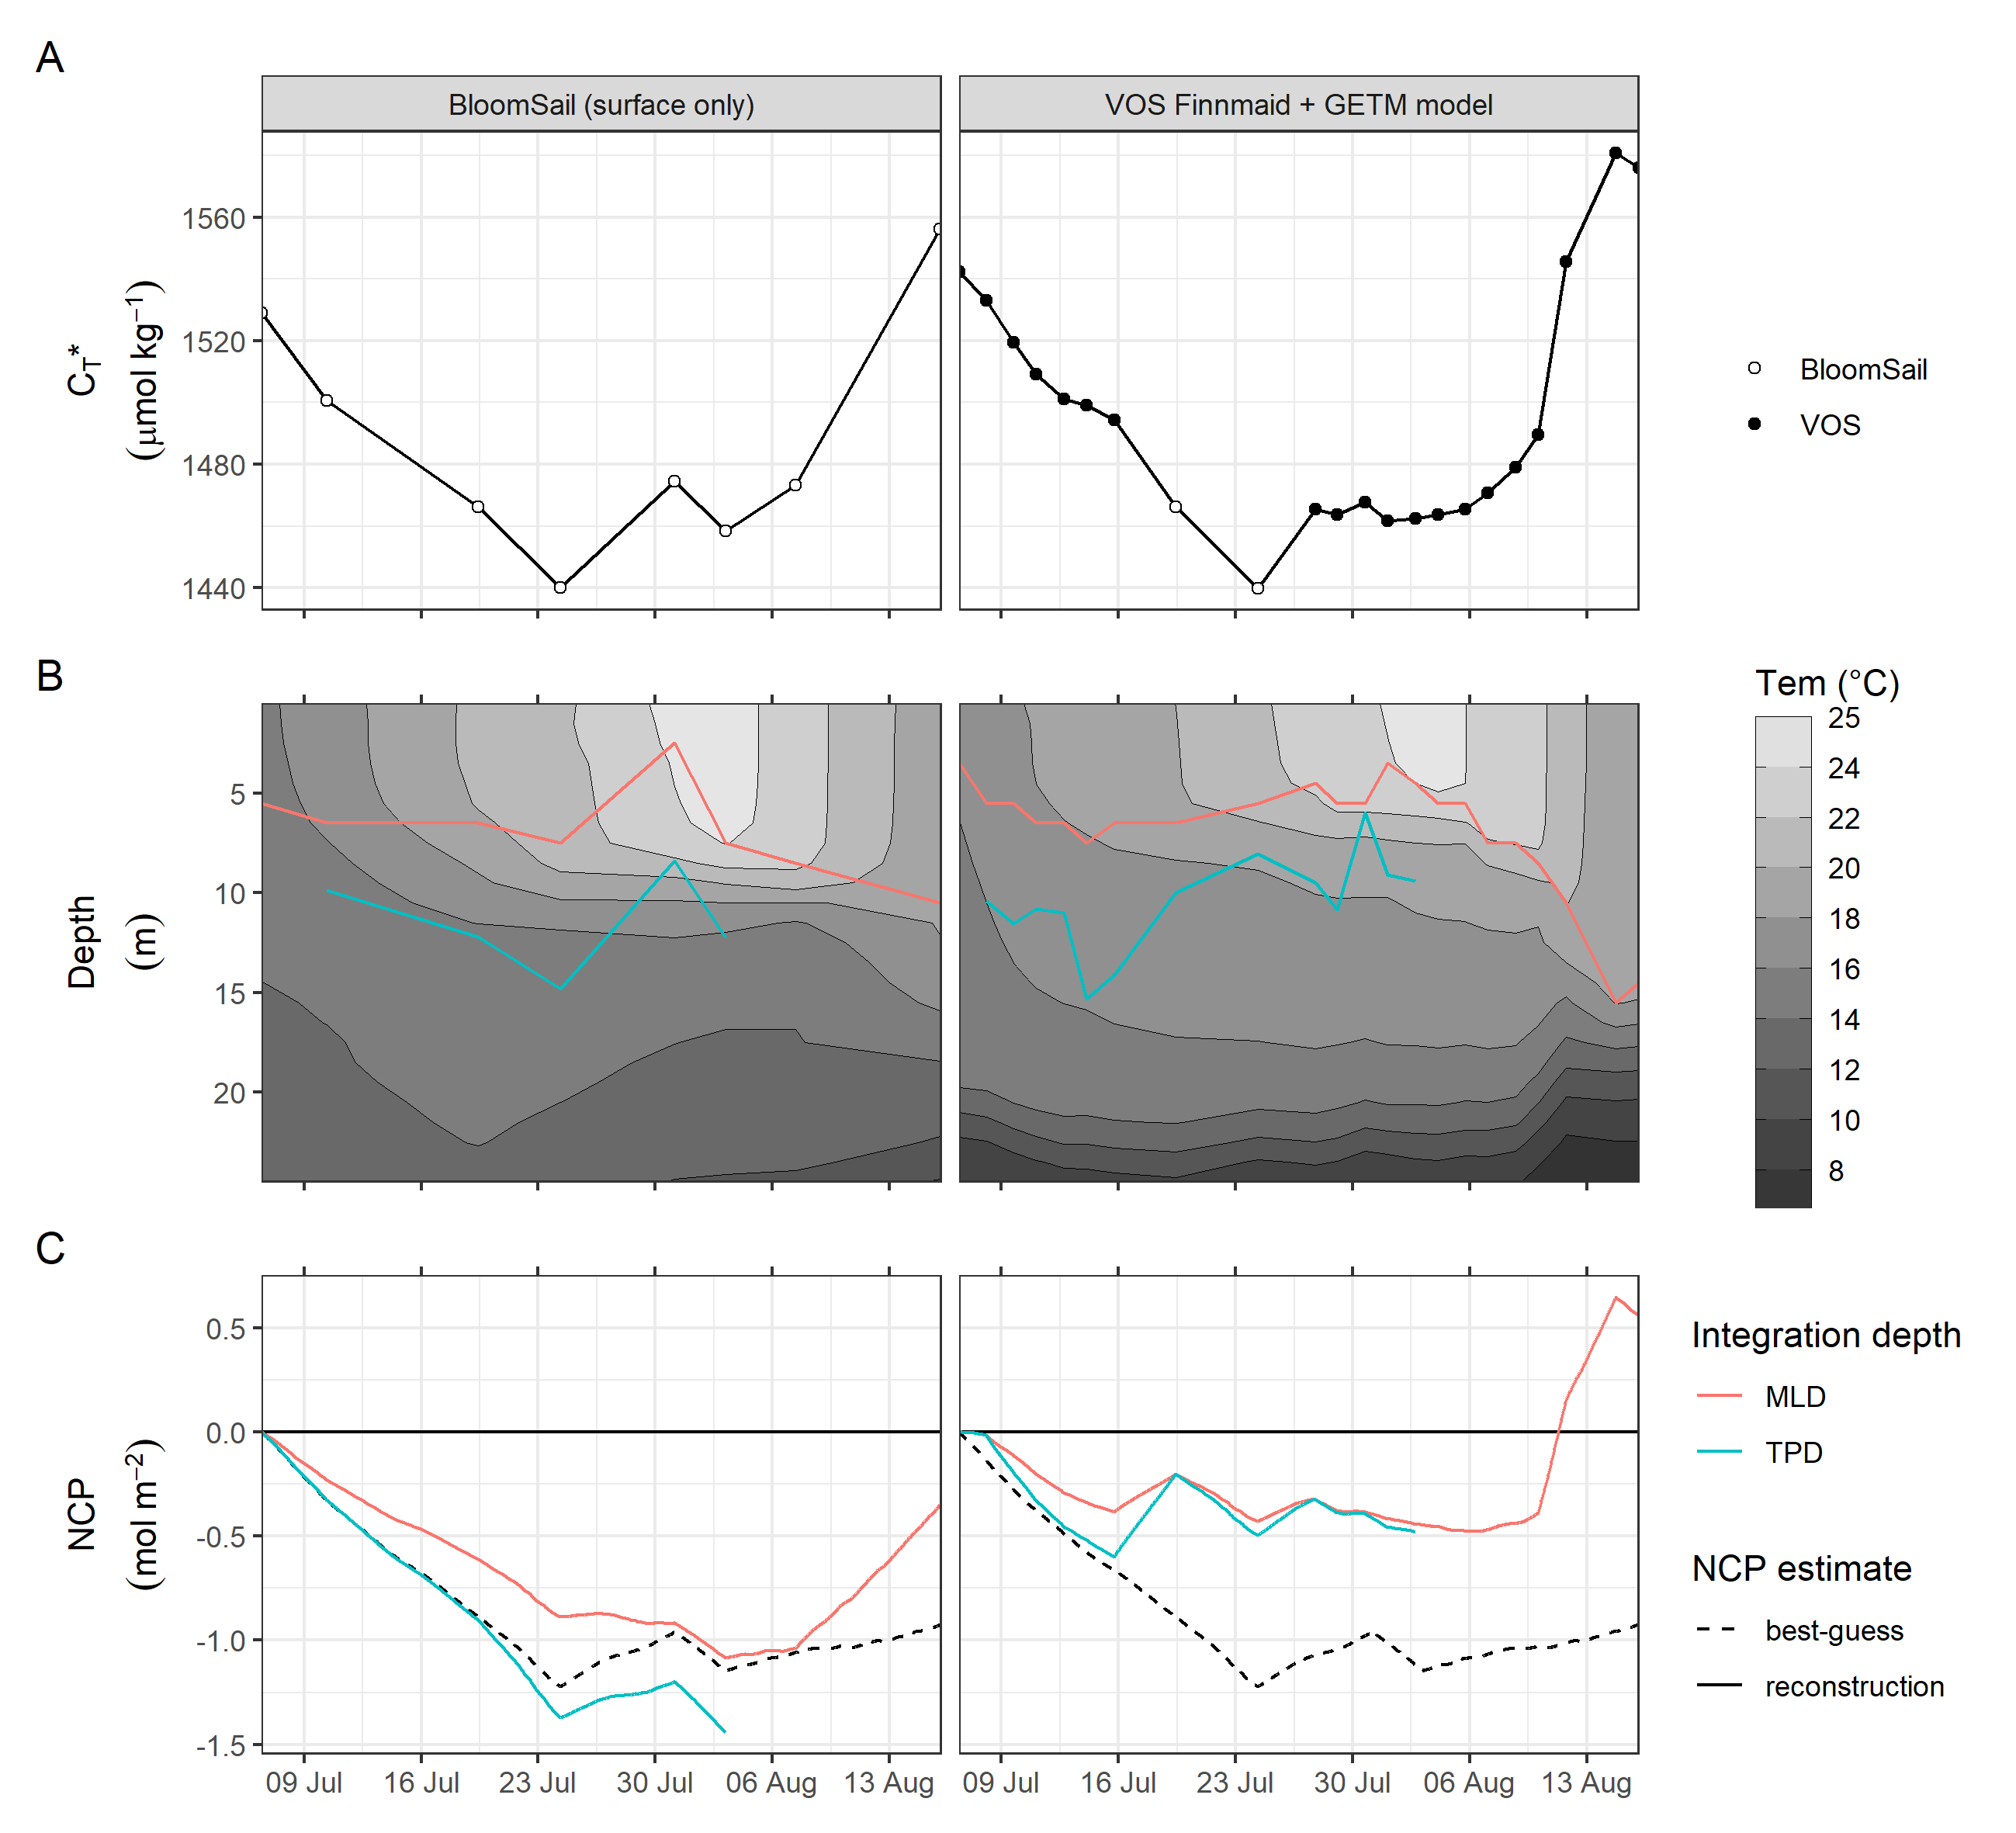 A
BloomSail (surface only)
VOS Finnmaid + GETM model
1560
1520
1480
1440
C_T*
(μmol kg⁻¹)
BloomSail
VOS
B
5
10
15
20
Depth
(m)
Tem (°C)
25
24
22
20
18
16
14
12
10
8
C
0.5
0.0
-0.5
-1.0
-1.5
NCP
(mol m⁻²)
09 Jul 16 Jul 23 Jul 30 Jul 06 Aug 13 Aug
09 Jul 16 Jul 23 Jul 30 Jul 06 Aug 13 Aug
Integration depth
MLD
TPD
NCP estimate
best-guess
reconstruction